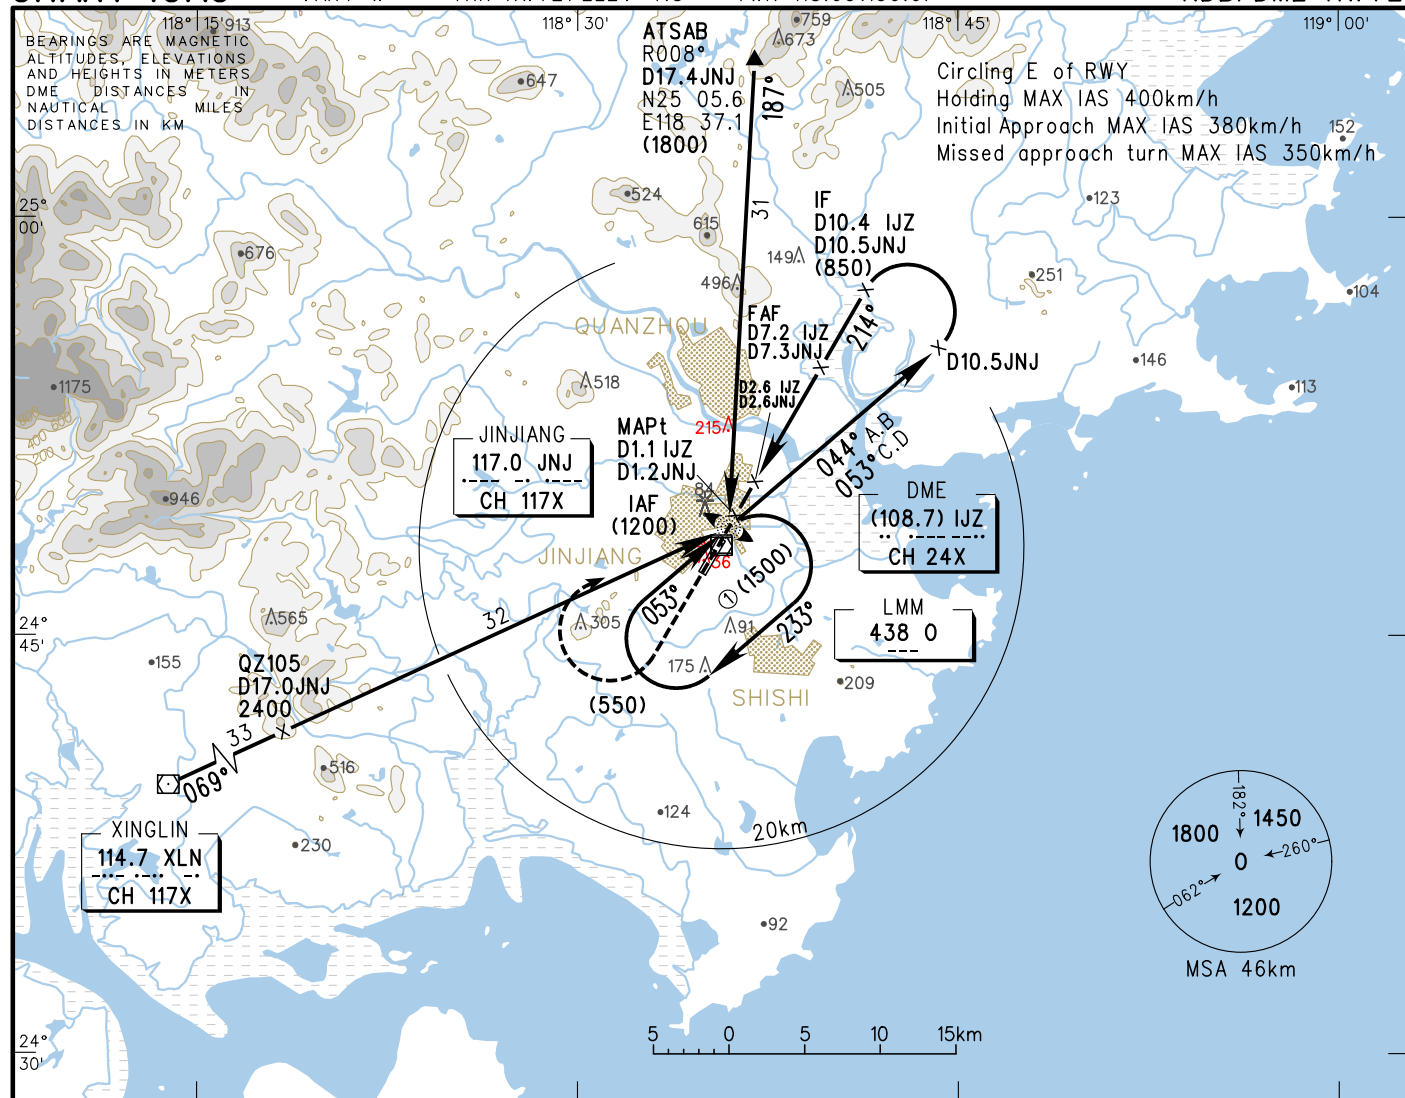 118° 15'
118° 30'
118° 45'
119° 00'
BEARINGS ARE MAGNETIC
ALTITUDES, ELEVATIONS
AND HEIGHTS IN METERS
DME DISTANCES IN
NAUTICAL MILES
DISTANCES IN KM
913
647
759
673
505
ATSAB
R008°
D17.4JNJ
N25 05.6
E118 37.1
(1800)
187°
Circling E of RWY
Holding MAX IAS 400km/h
Initial Approach MAX IAS 380km/h
Missed approach turn MAX IAS 350km/h
152
123
25°
00'
524
615
31
676
149
496
IF
D10.4 IJZ
D10.5JNJ
(850)
251
104
QUANZHOU
FAF
D7.2 IJZ
D7.3JNJ
214°
D10.5JNJ
146
113
1175
518
D2.6 IJZ
D2.6JNJ
600
400
200
215
MAPt
D1.1 IJZ
D1.2JNJ
044° A.B
053° C.D
JINJIANG
117.0 JNJ
CH 117X
946
84
IAF
(1200)
DME
(108.7) IJZ
CH 24X
JINJIANG
① (1500)
053°
233°
LMM
438 O
565
32
305
91
24°
45'
155
QZ105
D17.0JNJ
2400
175
(550)
SHISHI
209
33
069°
516
XINGLIN
114.7 XLN
CH 117X
230
124
20km
92
182°
1800
1450
260°
0
062°
1200
MSA 46km
24°
30'
5 0 5 10 15km